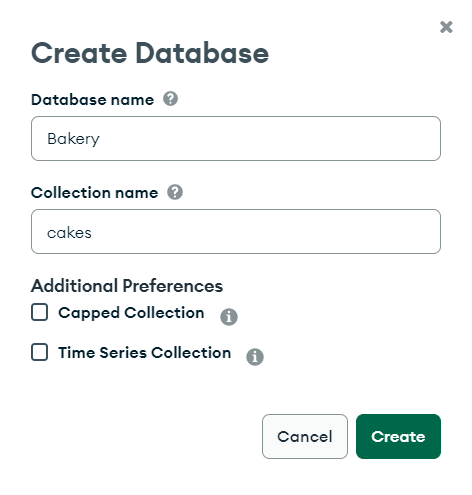 Create Database
Database name
Bakery
Collection name
cakes
Additional Preferences
Capped Collection
Time Series Collection
Cancel Create